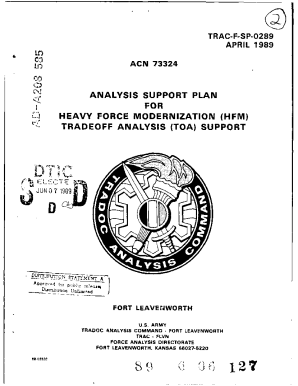 2
TRAC-F-SP-0289
APRIL 1989
ACN 73324
AD-A208 585
ANALYSIS SUPPORT PLAN
FOR
HEAVY FORCE MODERNIZATION (HFM)
TRADEOFF ANALYSIS (TOA) SUPPORT
DTIC
ELECTE
JUN 07 1989
S D
D
TRADOC ANALYSIS COMMAND
DISTRIBUTION STATEMENT A
Approved for public release;
Distribution Unlimited
FORT LEAVENWORTH
U.S. ARMY
TRADOC ANALYSIS COMMAND - FORT LEAVENWORTH
TRAC - FLVN
FORCE ANALYSIS DIRECTORATE
FORT LEAVENWORTH, KANSAS 66027-5220
89 6 06 127